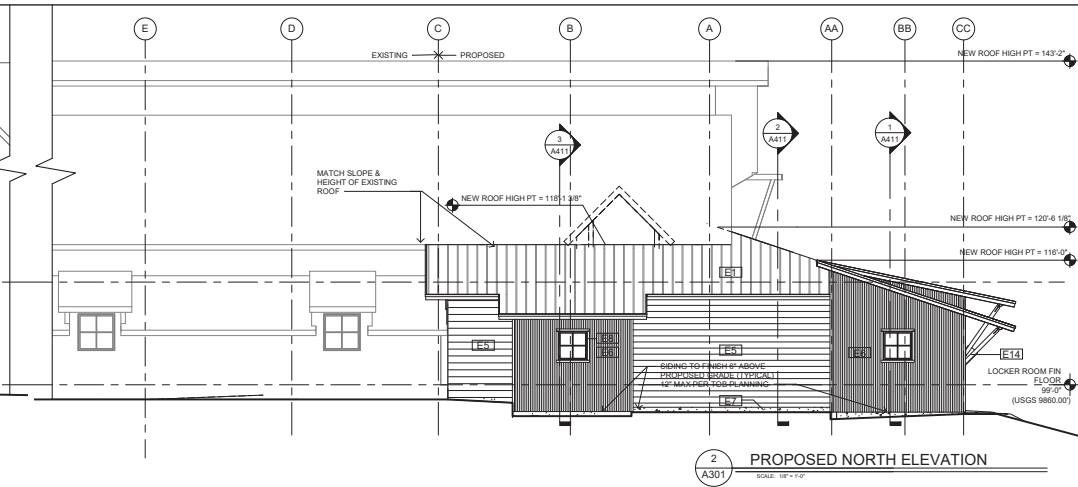 E D C B A AA BB CC
EXISTING PROPOSED
NEW ROOF HIGH PT = 143'-2"
3
A411
2
A411
1
A411
MATCH SLOPE &
HEIGHT OF EXISTING
ROOF
NEW ROOF HIGH PT = 118'-1 3/8"
NEW ROOF HIGH PT = 120'-6 1/8"
NEW ROOF HIGH PT = 116'-0"
E1
E5
E8
E6
E5
E6
E14
SIDING TO FINISH 6" ABOVE
PROPOSED GRADE (TYPICAL)
12" MAX PER TOB PLANNING
E7
LOCKER ROOM FIN
FLOOR
99'-0"
(USGS 9860.00')
2
A301
PROPOSED NORTH ELEVATION
SCALE: 1/8" = 1'-0"